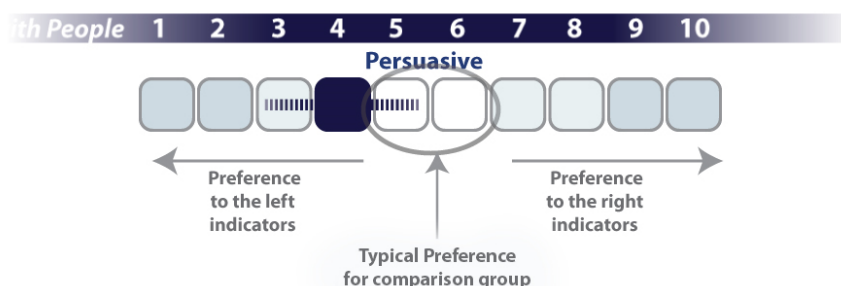 ith People 1 2 3 4 5 6 7 8 9 10
Persuasive
Preference
to the left
indicators
Preference
to the right
indicators
Typical Preference
for comparison group